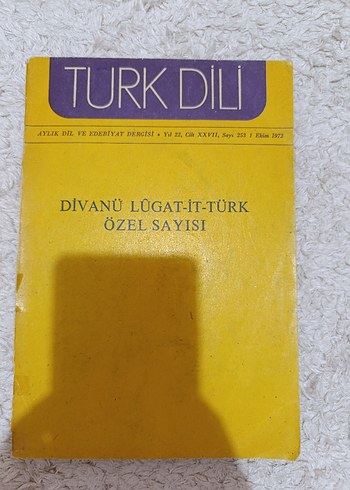 TÜRK DİLİ
AYLIK DİL VE EDEBİYAT DERGİSİ • Yıl 22, Cilt XXVII, Sayı 253 1 Ekim 1972
DİVANÜ LÛGAT-İT-TÜRK
ÖZEL SAYISI